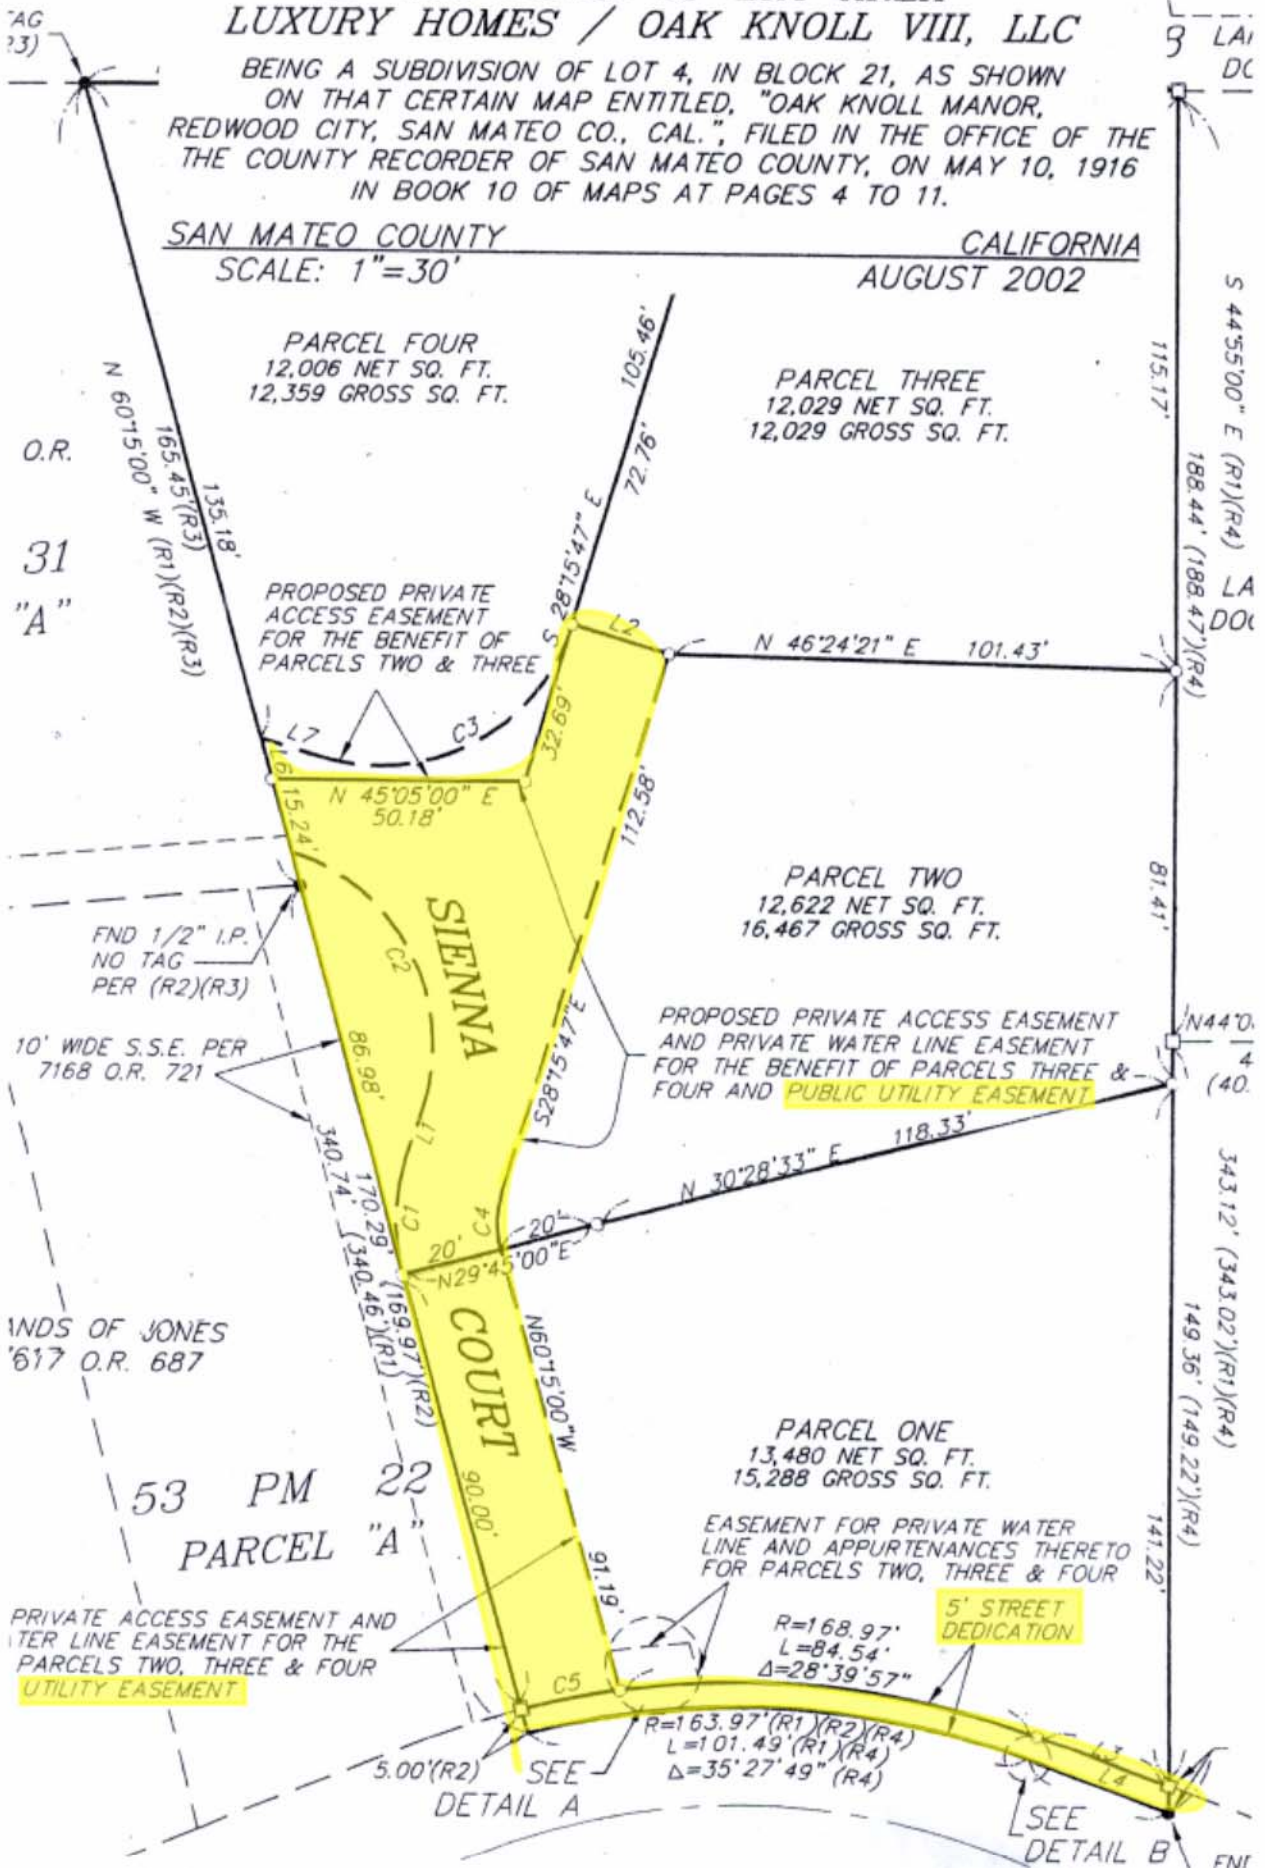 LUXURY HOMES / OAK KNOLL VIII, LLC
BEING A SUBDIVISION OF LOT 4, IN BLOCK 21, AS SHOWN
ON THAT CERTAIN MAP ENTITLED, "OAK KNOLL MANOR,
REDWOOD CITY, SAN MATEO CO., CAL.", FILED IN THE OFFICE OF THE
THE COUNTY RECORDER OF SAN MATEO COUNTY, ON MAY 10, 1916
IN BOOK 10 OF MAPS AT PAGES 4 TO 11.
SAN MATEO COUNTY
CALIFORNIA
SCALE: 1"=30'
AUGUST 2002
PARCEL FOUR
12,006 NET SQ. FT.
12,359 GROSS SQ. FT.
105.46'
72.76'
S 28°15'47" E
PARCEL THREE
12,029 NET SQ. FT.
12,029 GROSS SQ. FT.
115.17'
S 44°55'00" E (R1)(R4)
188.44' (188.47')(R4)
N 60°15'00" W (R1)(R2)(R3)
165.45'(R3)
135.18'
O.R.
31
"A"
PROPOSED PRIVATE
ACCESS EASEMENT
FOR THE BENEFIT OF
PARCELS TWO & THREE
L2
N 46°24'21" E
101.43'
L7
C3
32.69'
L6
15.24'
N 45°05'00" E
50.18'
112.58'
PARCEL TWO
12,622 NET SQ. FT.
16,467 GROSS SQ. FT.
81.41'
FND 1/2" I.P.
NO TAG
PER (R2)(R3)
C2
SIENNA
10' WIDE S.S.E. PER
7168 O.R. 721
86.98'
S28°15'47"E
PROPOSED PRIVATE ACCESS EASEMENT
AND PRIVATE WATER LINE EASEMENT
FOR THE BENEFIT OF PARCELS THREE &
FOUR AND PUBLIC UTILITY EASEMENT
L1
118.33'
N 30°28'33" E
C1
C4
20'
20'
N29°45'00"E
340.74' (340.46')(R1)
170.29' (169.97')(R2)
343.12' (343.02')(R1)(R4)
149.36' (149.22')(R4)
141.22'
OF JONES
O.R. 687
COURT
N60°15'00"W
53 PM 22
PARCEL "A"
90.00'
91.19'
PARCEL ONE
13,480 NET SQ. FT.
15,288 GROSS SQ. FT.
EASEMENT FOR PRIVATE WATER
LINE AND APPURTENANCES THERETO
FOR PARCELS TWO, THREE & FOUR
PRIVATE ACCESS EASEMENT AND
TER LINE EASEMENT FOR THE
PARCELS TWO, THREE & FOUR
UTILITY EASEMENT
5' STREET
DEDICATION
R=168.97'
L=84.54'
Δ=28°39'57"
C5
R=163.97'(R1)(R2)(R4)
L=101.49'(R1)(R4)
Δ=35°27'49" (R4)
L3
L4
5.00'(R2)
SEE
DETAIL A
SEE
DETAIL B